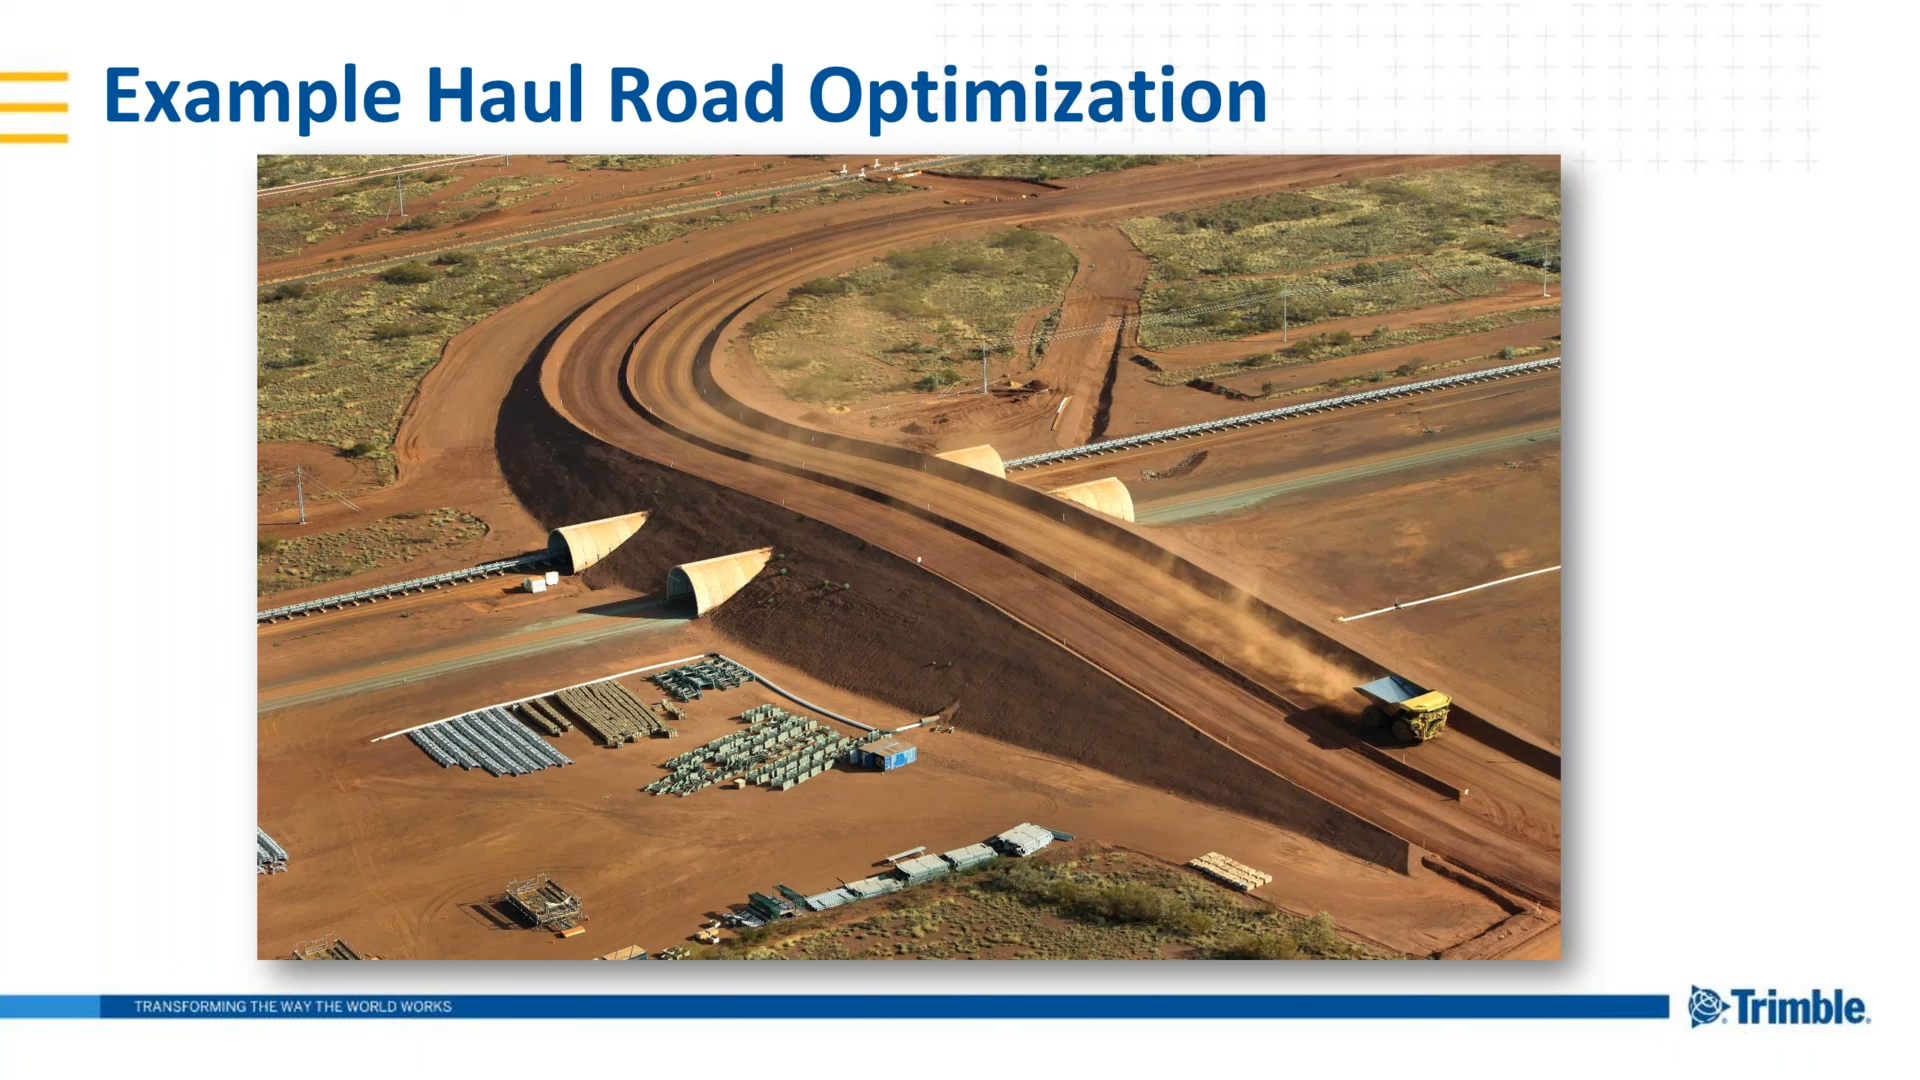 Example Haul Road Optimization
TRANSFORMING THE WAY THE WORLD WORKS
Trimble